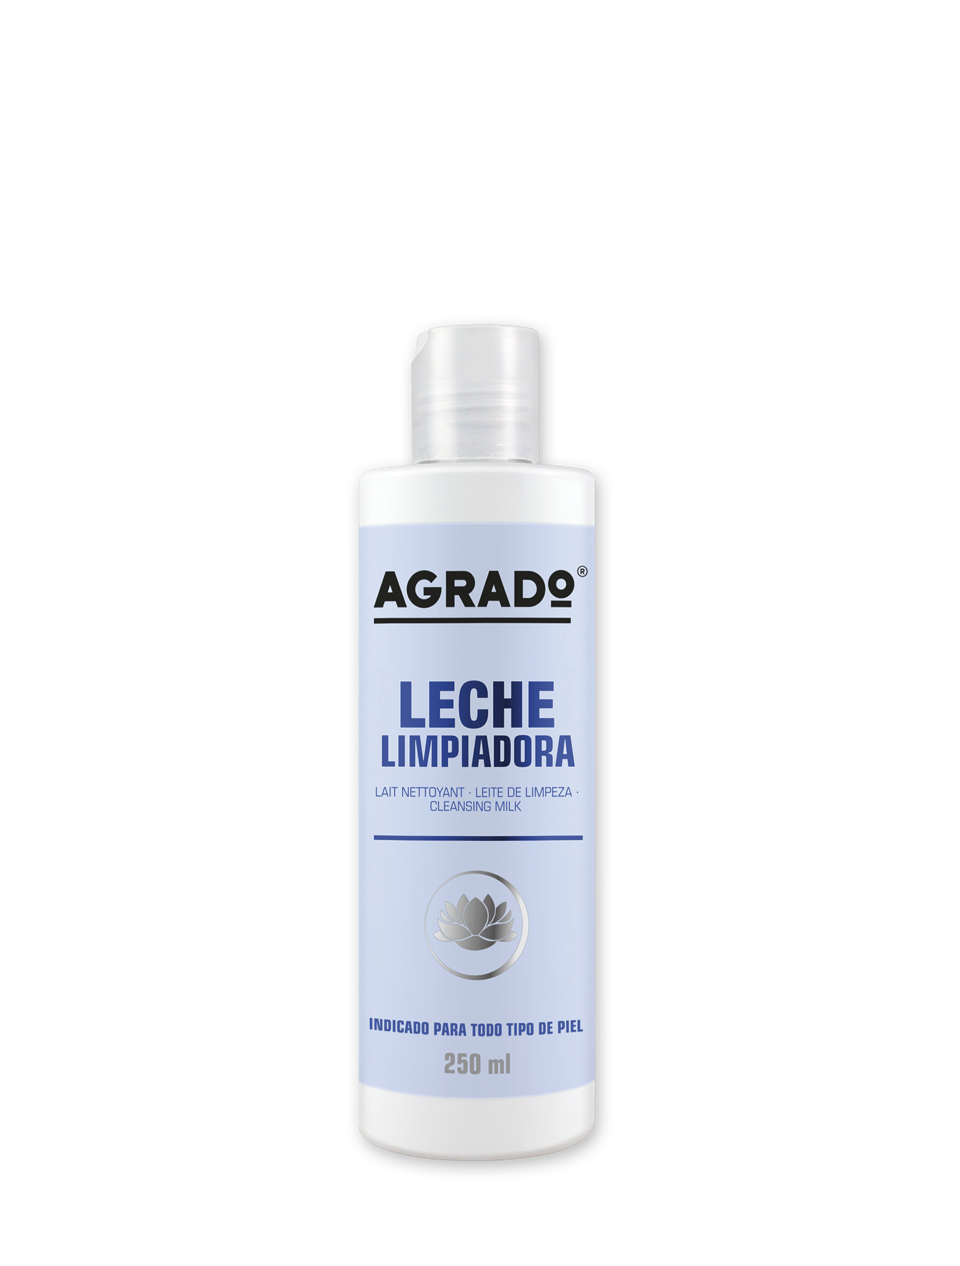 AGRADO®
LECHE
LIMPIADORA
LAIT NETTOYANT · LEITE DE LIMPEZA ·
CLEANSING MILK
INDICADO PARA TODO TIPO DE PIEL
250 ml